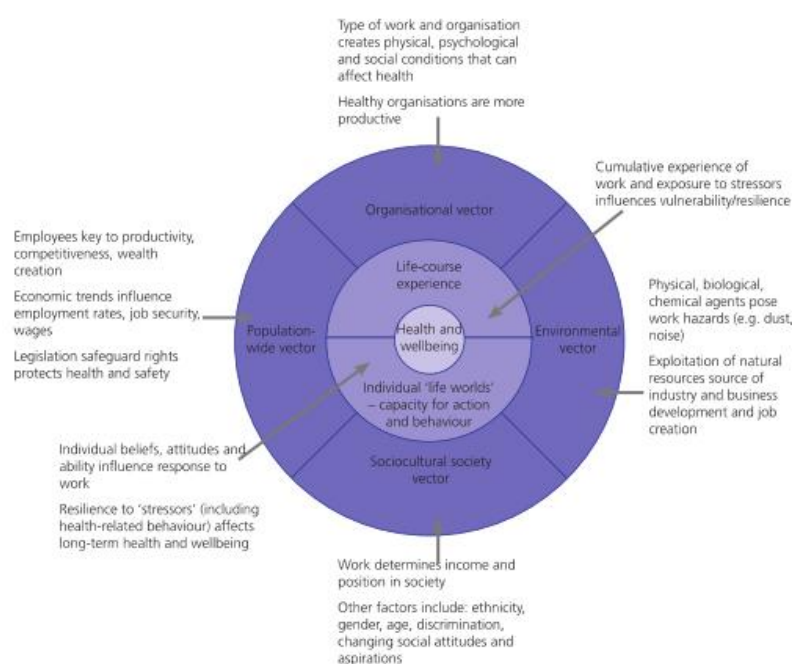 Type of work and organisation
creates physical, psychological
and social conditions that can
affect health
Healthy organisations are more
productive
Cumulative experience of
work and exposure to stressors
influences vulnerability/resilience
Organisational vector
Employees key to productivity,
competitiveness, wealth
creation
Economic trends influence
employment rates, job security,
wages
Legislation safeguard rights
protects health and safety
Life-course
experience
Population-
wide vector
Health and
wellbeing
Environmental
vector
Physical, biological,
chemical agents pose
work hazards (e.g. dust,
noise)
Exploitation of natural
resources source of
industry and business
development and job
creation
Individual ‘life worlds’
– capacity for action
and behaviour
Individual beliefs, attitudes and
ability influence response to
work
Resilience to ‘stressors’ (including
health-related behaviour) affects
long-term health and wellbeing
Sociocultural society
vector
Work determines income and
position in society
Other factors include: ethnicity,
gender, age, discrimination,
changing social attitudes and
aspirations